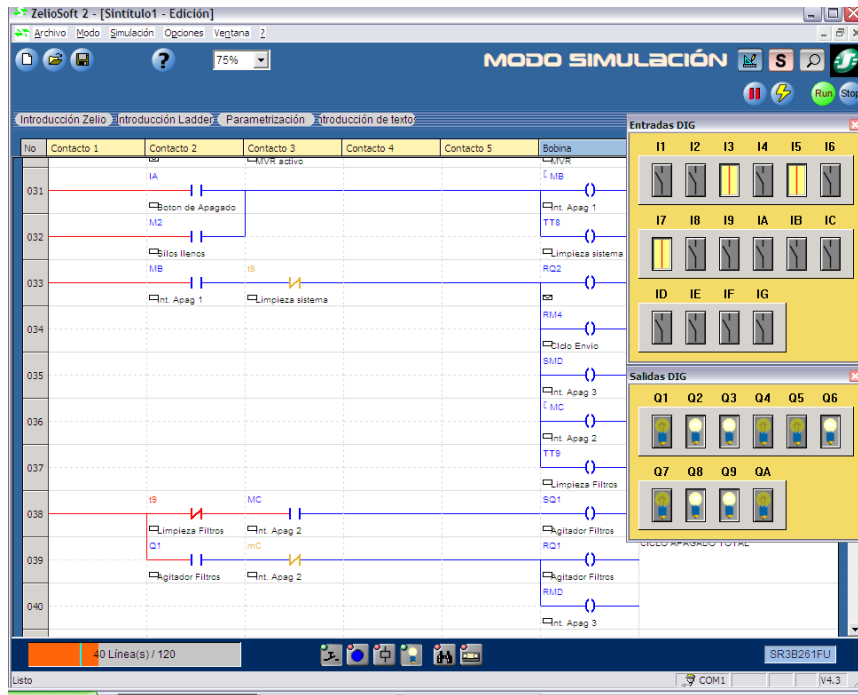 ZelioSoft 2 - [Sintítulo1 - Edición]
Archivo Modo Simulación Opciones Ventana ?
75% MODO SIMULACIÓN S
Run Stop
Introducción Zelio Introducción Ladder Parametrización ntroducción de textos
Entradas DIG
No Contacto 1 Contacto 2 Contacto 3 Contacto 4 Contacto 5 Bobina
I1 I2 I3 I4 I5 I6
MVR activo MVR
031 IA MB
Boton de Apagado Int. Apag 1
I7 I8 I9 IA IB IC
032 M2 TT8
Silos llenos Limpieza sistema
033 MB t8 RQ2
Int. Apag 1 Limpieza sistema
ID IE IF IG
034 RM4
CIclo Envio
035 SMD
Int. Apag 3
Salidas DIG
Q1 Q2 Q3 Q4 Q5 Q6
036 MC
Int. Apag 2
037 TT9
Limpieza Filtros
Q7 Q8 Q9 QA
038 t9 MC SQ1
Limpieza Filtros Int. Apag 2 Agitador Filtros
039 Q1 mC RQ1 CICLO APAGADO TOTAL
Agitador Filtros Int. Apag 2 Agitador Filtros
040 RMD
Int. Apag 3
40 Línea(s) / 120 SR3B261FU
Listo COM1 V4.3